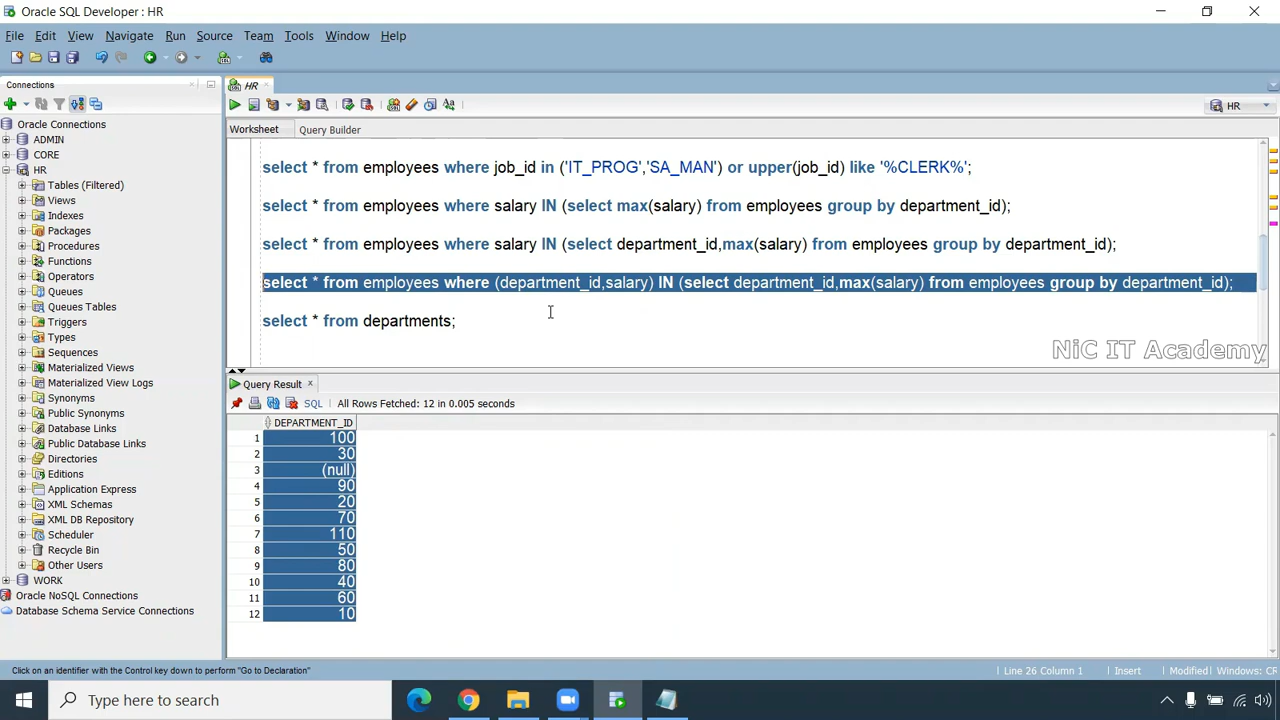 Oracle SQL Developer : HR
File Edit View Navigate Run Source Team Tools Window Help
Connections
HR
HR
Worksheet Query Builder
Oracle Connections
ADMIN
CORE
HR
Tables (Filtered)
Views
Indexes
Packages
Procedures
Functions
Operators
Queues
Queues Tables
Triggers
Types
Sequences
Materialized Views
Materialized View Logs
Synonyms
Public Synonyms
Database Links
Public Database Links
Directories
Editions
Application Express
XML Schemas
XML DB Repository
Scheduler
Recycle Bin
Other Users
WORK
Oracle NoSQL Connections
Database Schema Service Connections
select * from employees where job_id in ('IT_PROG','SA_MAN') or upper(job_id) like '%CLERK%';
select * from employees where salary IN (select max(salary) from employees group by department_id);
select * from employees where salary IN (select department_id,max(salary) from employees group by department_id);
select * from employees where (department_id,salary) IN (select department_id,max(salary) from employees group by department_id);
select * from departments;
NiC IT Academy
Query Result
SQL All Rows Fetched: 12 in 0.005 seconds
DEPARTMENT_ID
1 100
2 30
3 (null)
4 90
5 20
6 70
7 110
8 50
9 80
10 40
11 60
12 10
Click on an identifier with the Control key down to perform "Go to Declaration"
Line 26 Column 1 Insert Modified Windows: CR
Type here to search